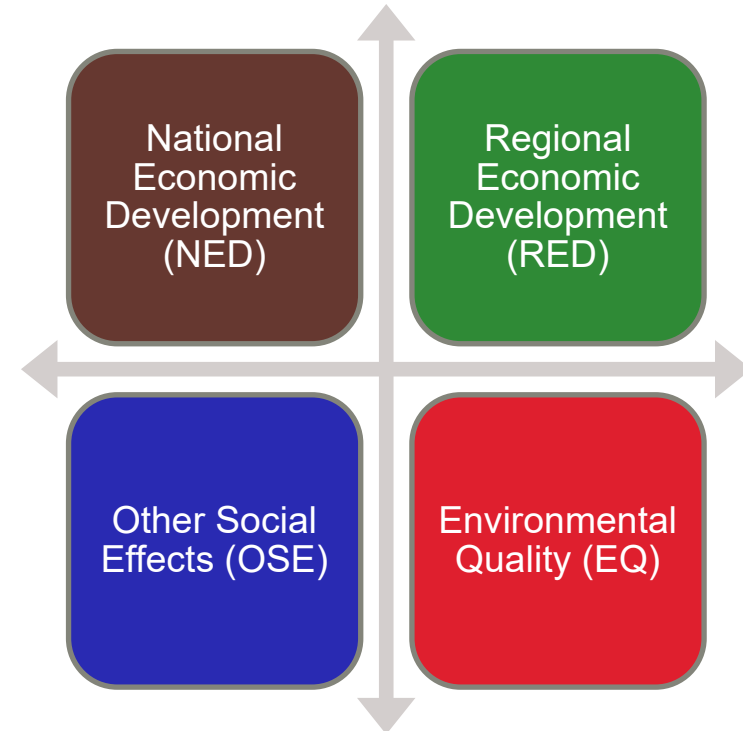 National
Economic
Development
(NED)
Regional
Economic
Development
(RED)
Other Social
Effects (OSE)
Environmental
Quality (EQ)